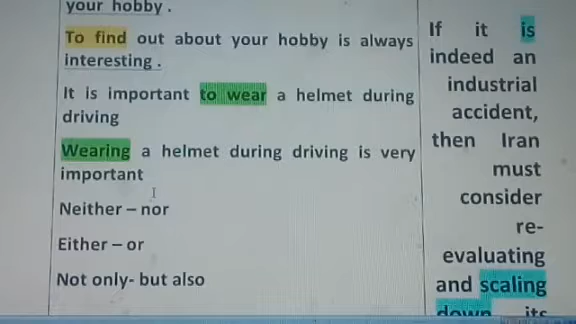 your hobby .
To find out about your hobby is always
interesting .
It is important to wear a helmet during
driving
Wearing a helmet during driving is very
important
Neither – nor
Either – or
Not only- but also
If it is
indeed an
industrial
accident,
then Iran
must
consider
re-
evaluating
and scaling
down its